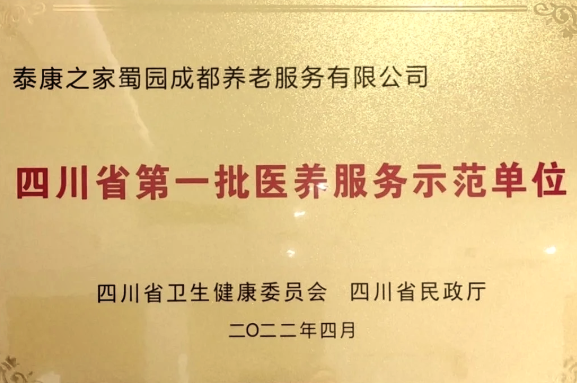 泰康之家蜀园成都养老服务有限公司
四川省第一批医养服务示范单位
四川省卫生健康委员会 四川省民政厅
二〇二二年四月